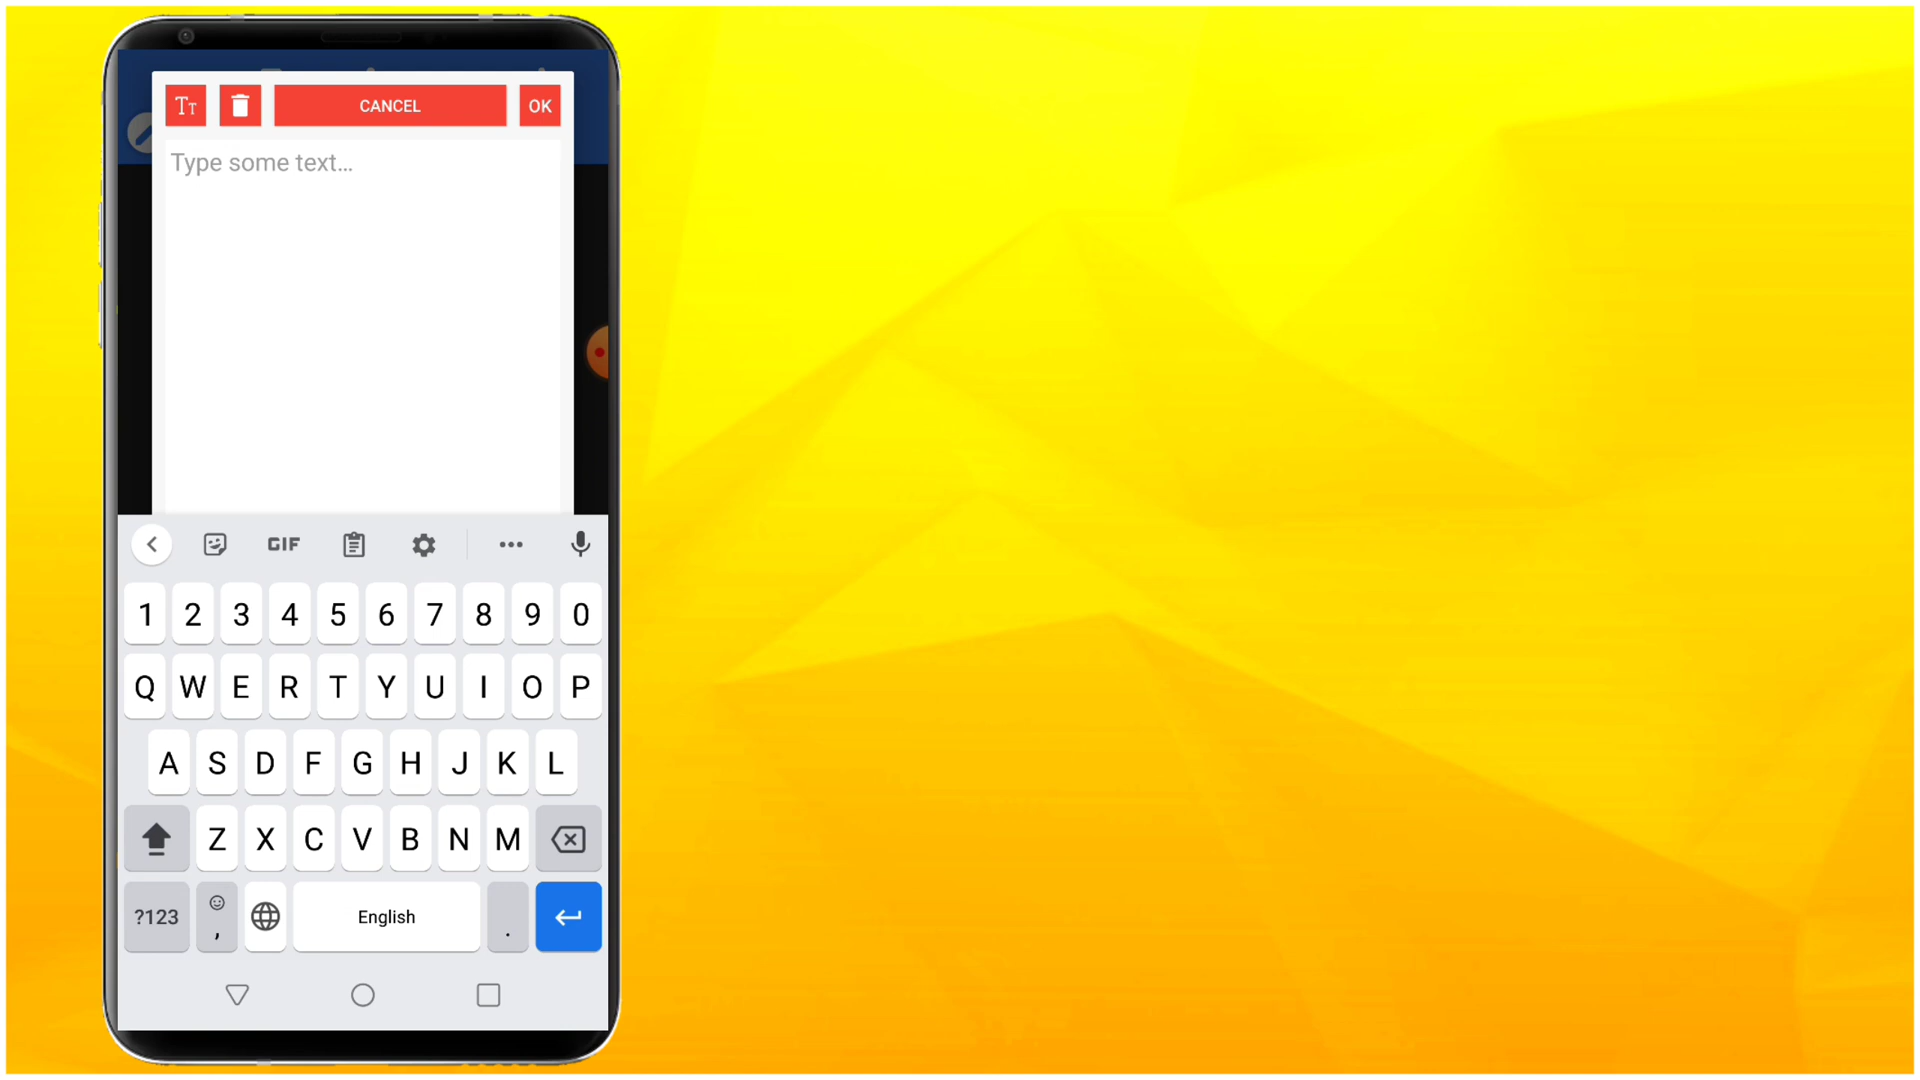 TT CANCEL OK
Type some text...
GIF
1 2 3 4 5 6 7 8 9 0
Q W E R T Y U I O P
A S D F G H J K L
Z X C V B N M
?123 , English .